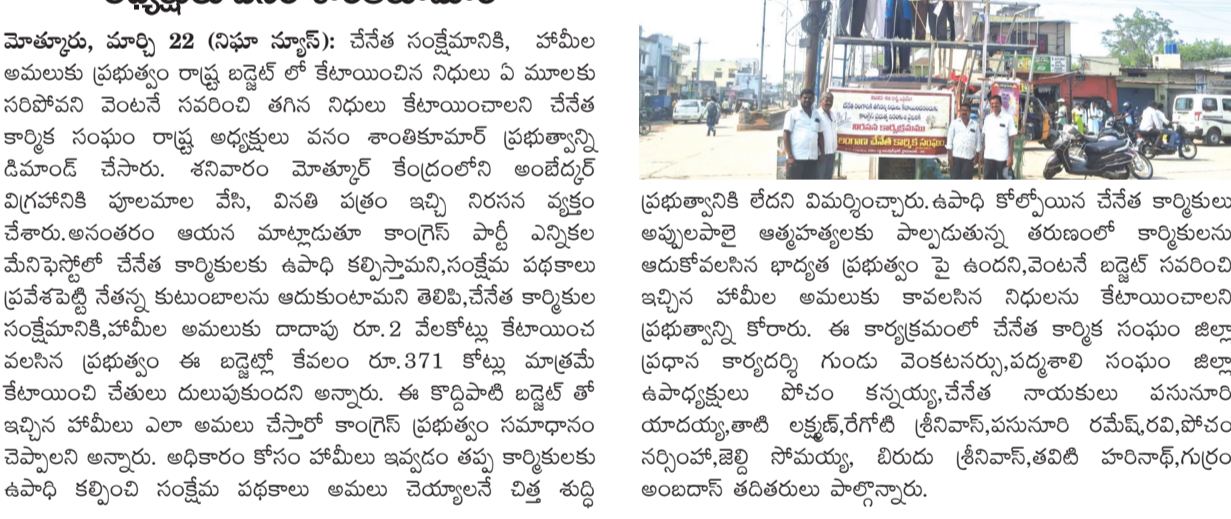 అధ్యక్షులు వనం శాంతికుమార్
మోత్కూరు, మార్చి 22 (నిఘా న్యూస్): చేనేత సంక్షేమానికి, హామీల
అమలుకు ప్రభుత్వం రాష్ట్ర బడ్జెట్ లో కేటాయించిన నిధులు ఏ మూలకు
సరిపోవని వెంటనే సవరించి తగిన నిధులు కేటాయించాలని చేనేత
కార్మిక సంఘం రాష్ట్ర అధ్యక్షులు వనం శాంతికుమార్ ప్రభుత్వాన్ని
డిమాండ్ చేసారు. శనివారం మోత్కూర్ కేంద్రంలోని అంబేద్కర్
విగ్రహానికి పూలమాల వేసి, వినతి పత్రం ఇచ్చి నిరసన వ్యక్తం
చేశారు.అనంతరం ఆయన మాట్లాడుతూ కాంగ్రెస్ పార్టీ ఎన్నికల
మేనిఫెస్టోలో చేనేత కార్మికులకు ఉపాధి కల్పిస్తామని,సంక్షేమ పథకాలు
ప్రవేశపెట్టి నేతన్న కుటుంబాలను ఆదుకుంటామని తెలిపి,చేనేత కార్మికుల
సంక్షేమానికి,హామీల అమలుకు దాదాపు రూ.2 వేలకోట్లు కేటాయించ
వలసిన ప్రభుత్వం ఈ బడ్జెట్లో కేవలం రూ.371 కోట్లు మాత్రమే
కేటాయించి చేతులు దులుపుకుందని అన్నారు. ఈ కొద్దిపాటి బడ్జెట్ తో
ఇచ్చిన హామీలు ఎలా అమలు చేస్తారో కాంగ్రెస్ ప్రభుత్వం సమాధానం
చెప్పాలని అన్నారు. అధికారం కోసం హామీలు ఇవ్వడం తప్ప కార్మికులకు
ఉపాధి కల్పించి సంక్షేమ పథకాలు అమలు చెయ్యాలనే చిత్త శుద్ధి
నిరసన కార్యక్రమము
తెలంగాణ చేనేత కార్మిక సంఘం
ప్రభుత్వానికి లేదని విమర్శించ్చారు.ఉపాధి కోల్పోయిన చేనేత కార్మికులు
అప్పులపాలై ఆత్మహత్యలకు పాల్పడుతున్న తరుణంలో కార్మికులను
ఆదుకోవలసిన భాద్యత ప్రభుత్వం పై ఉందని,వెంటనే బడ్జెట్ సవరించి
ఇచ్చిన హామీల అమలుకు కావలసిన నిధులను కేటాయించాలని
ప్రభుత్వాన్ని కోరారు. ఈ కార్యక్రమంలో చేనేత కార్మిక సంఘం జిల్లా
ప్రధాన కార్యదర్శి గుండు వెంకటనర్సు,పద్మశాలి సంఘం జిల్లా
ఉపాధ్యక్షులు పోచం కన్నయ్య,చేనేత నాయకులు పసునూరి
యాదయ్య,తాటి లక్ష్మణ్,రేగోటి శ్రీనివాస్,పసునూరి రమేష్,రవి,పోచం
నర్సింహా,జెల్ది సోమయ్య, బిరుదు శ్రీనివాస్,తవిటి హరినాథ్,గుర్రం
అంబదాస్ తదితరులు పాల్గొన్నారు.